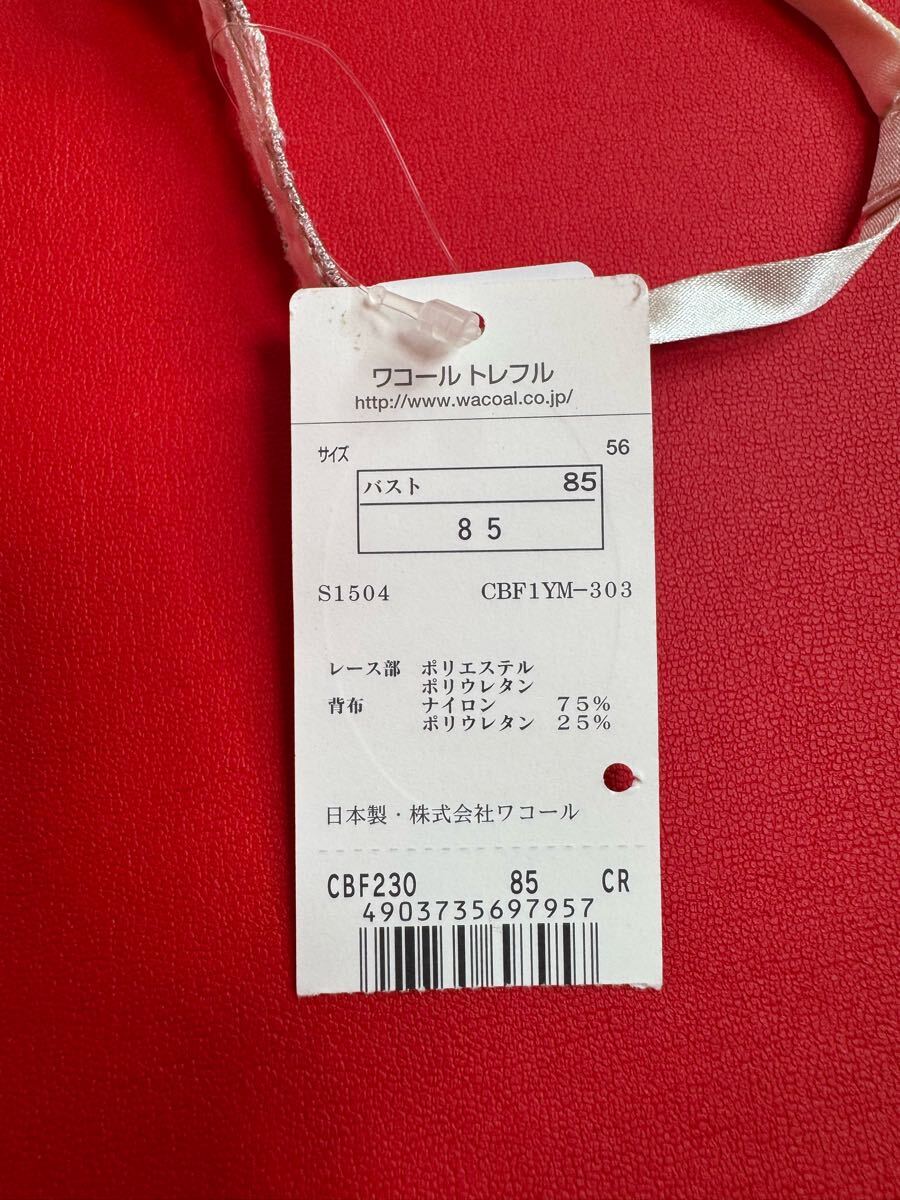 ワコール トレフル
http://www.wacoal.co.jp/
サイズ 56
バスト 85
85
S1504 CBF1YM-303
レース部 ポリエステル
ポリウレタン
背布 ナイロン 75%
ポリウレタン 25%
日本製・株式会社ワコール
CBF230 85 CR
4903735697957